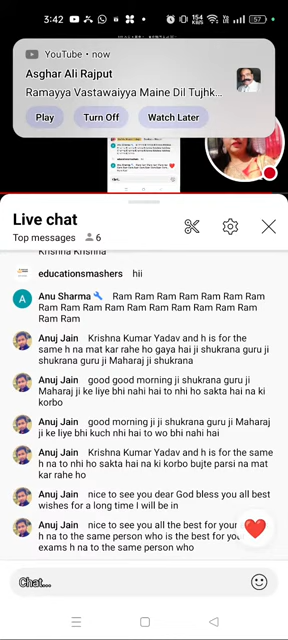 3:42
154 KB/S
57
YouTube • now
Asghar Ali Rajput
Ramayya Vastawaiyya Maine Dil Tujhk...
Play Turn Off Watch Later
Live chat
Top messages 6
Krishna Krishna
educationsmashers hii
Anu Sharma Ram Ram Ram Ram Ram Ram Ram
Ram Ram Ram Ram Ram Ram Ram Ram Ram
Ram Ram
Anuj Jain Krishna Kumar Yadav and h is for the
same h na mat kar rahe ho gaya hai ji shukrana guru ji
shukrana guru ji Maharaj ji shukrana
Anuj Jain good good morning ji shukrana guru ji
Maharaj ji ke liye bhi nahi hai to nhi ho sakta hai na ki
korbo
Anuj Jain good morning ji ji shukrana guru ji Maharaj
ji ke liye bhi kuch nhi hai to wo bhi nahi hai
Anuj Jain Krishna Kumar Yadav and h is for the same
h na to nhi ho sakta hai na ki korbo bujte parsi na mat
kar rahe ho
Anuj Jain nice to see you dear God bless you all best
wishes for a long time I will be in
Anuj Jain nice to see you all the best for your
h na to the same person who is the best for you
exams h na to the same person who
Chat...